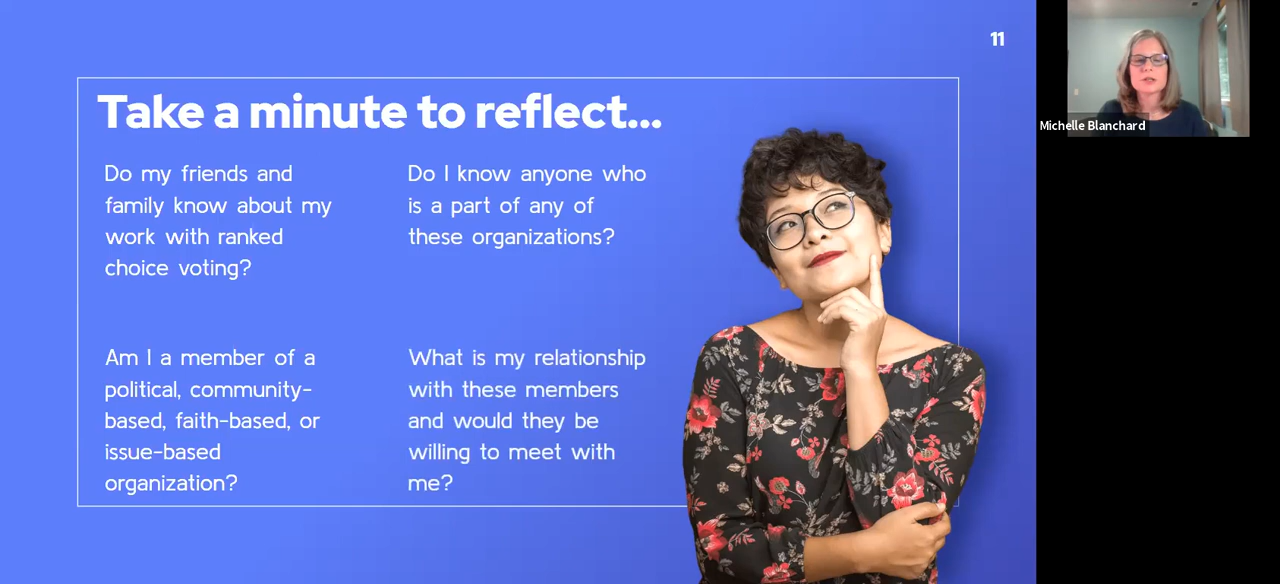 11
Take a minute to reflect...
Do my friends and
family know about my
work with ranked
choice voting?
Do I know anyone who
is a part of any of
these organizations?
Am I a member of a
political, community-
based, faith-based, or
issue-based
organization?
What is my relationship
with these members
and would they be
willing to meet with
me?
Michelle Blanchard